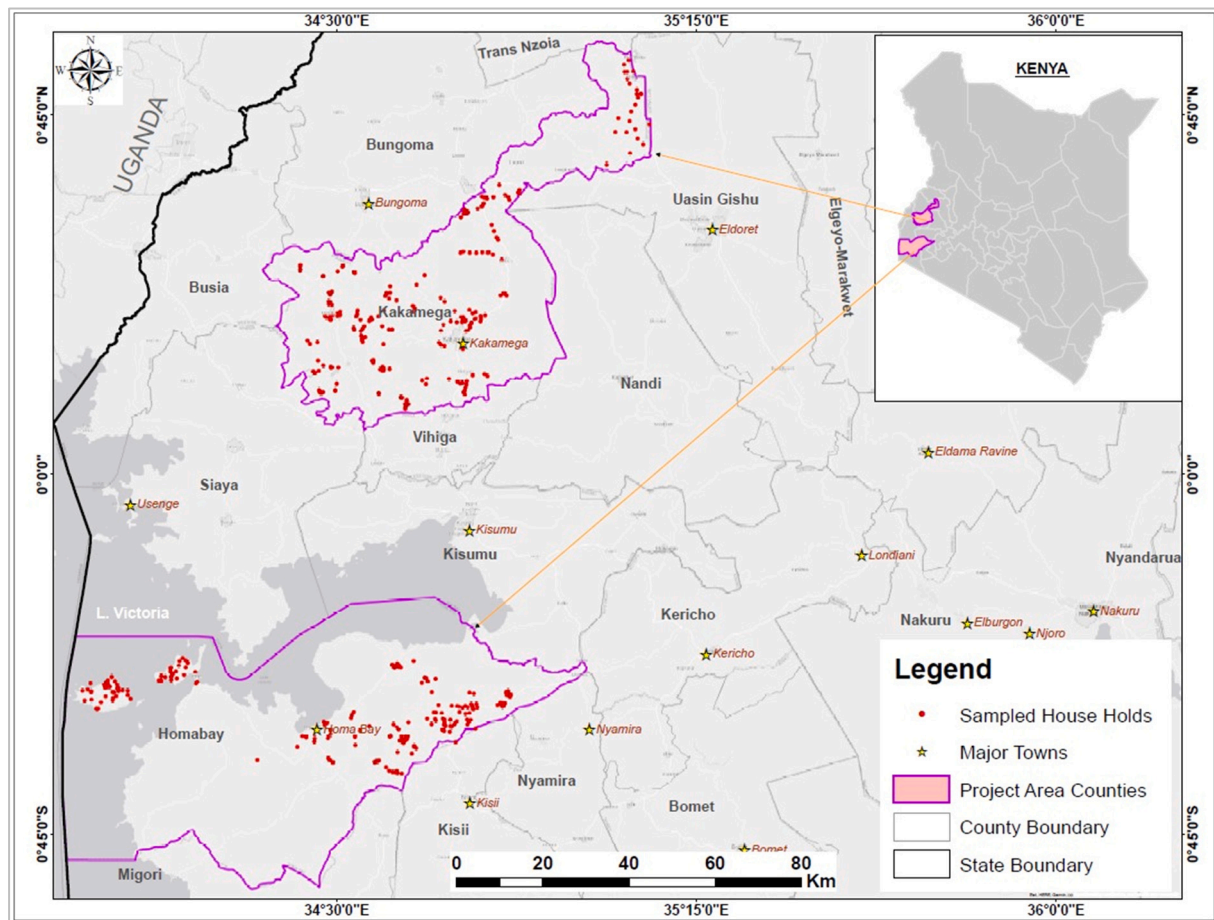 34°30'0"E
35°15'0"E
36°0'0"E
N
W E
S
Trans Nzoia
KENYA
0°45'0"N
0°45'0"N
UGANDA
Bungoma
Bungoma
Uasin Gishu
Eldoret
Elgeyo-Marakwet
Busia
Kakamega
Kakamega
Nandi
Vihiga
Eldama Ravine
0°0'0"
0°0'0"
Siaya
Usenge
Kisumu
Kisumu
Londiani
Nyandarua
L. Victoria
Kericho
Nakuru
Nakuru
Elburgon
Njoro
Kericho
Legend
Sampled House Holds
Homabay
Homa Bay
Nyamira
Major Towns
Nyamira
Project Area Counties
Kisii
Bomet
County Boundary
Kisii
0°45'0"S
0°45'0"S
Bomet
State Boundary
Migori
0 20 40 60 80
Km
34°30'0"E
35°15'0"E
36°0'0"E